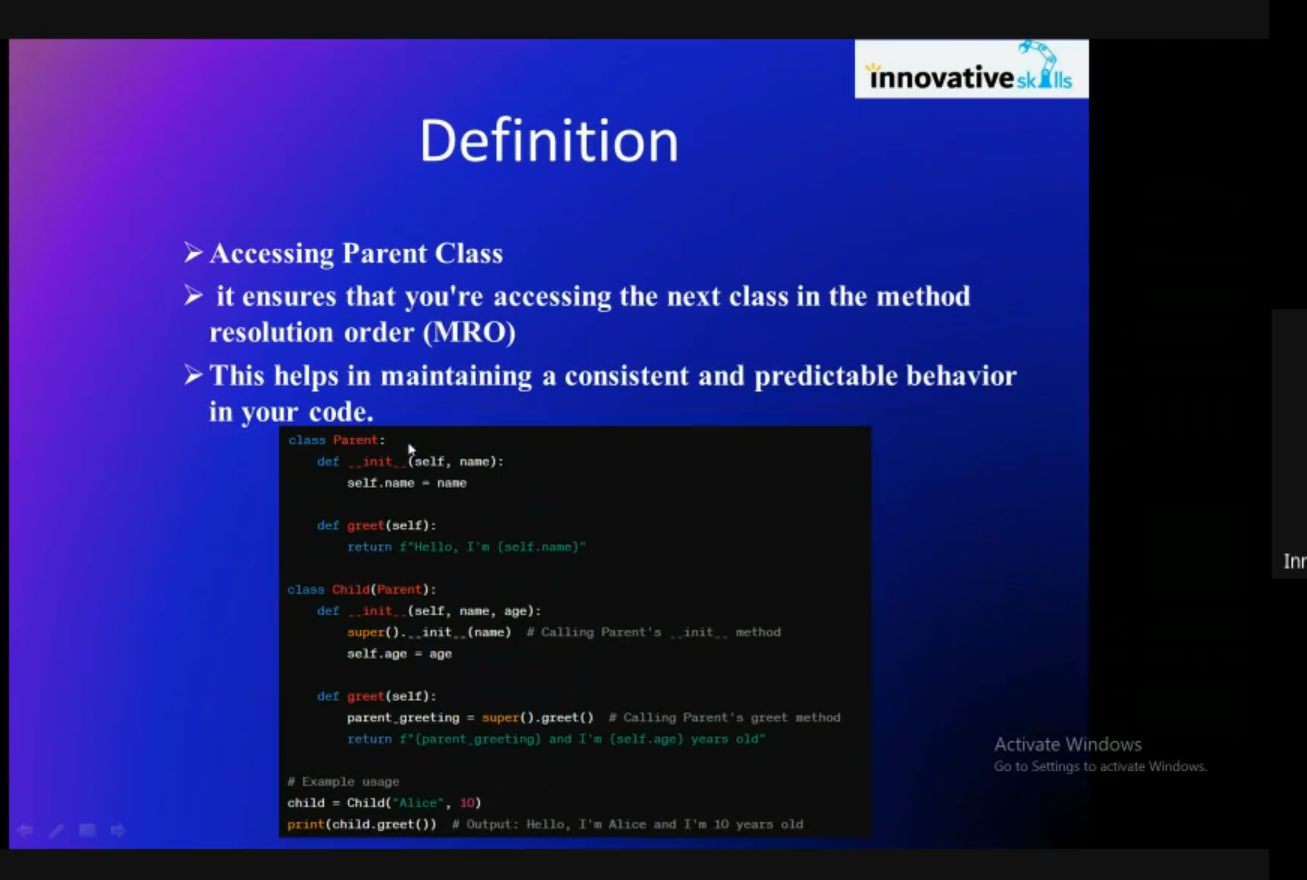 innovative skills
Definition
➢ Accessing Parent Class
➢ it ensures that you're accessing the next class in the method
resolution order (MRO)
➢ This helps in maintaining a consistent and predictable behavior
in your code.
class Parent:
    def __init__(self, name):
        self.name = name
    def greet(self):
        return f"Hello, I'm {self.name}"
class Child(Parent):
    def __init__(self, name, age):
        super().__init__(name)  # Calling Parent's __init__ method
        self.age = age
    def greet(self):
        parent_greeting = super().greet()  # Calling Parent's greet method
        return f"{parent_greeting} and I'm {self.age} years old"
# Example usage
child = Child("Alice", 10)
print(child.greet())  # Output: Hello, I'm Alice and I'm 10 years old
Activate Windows
Go to Settings to activate Windows.